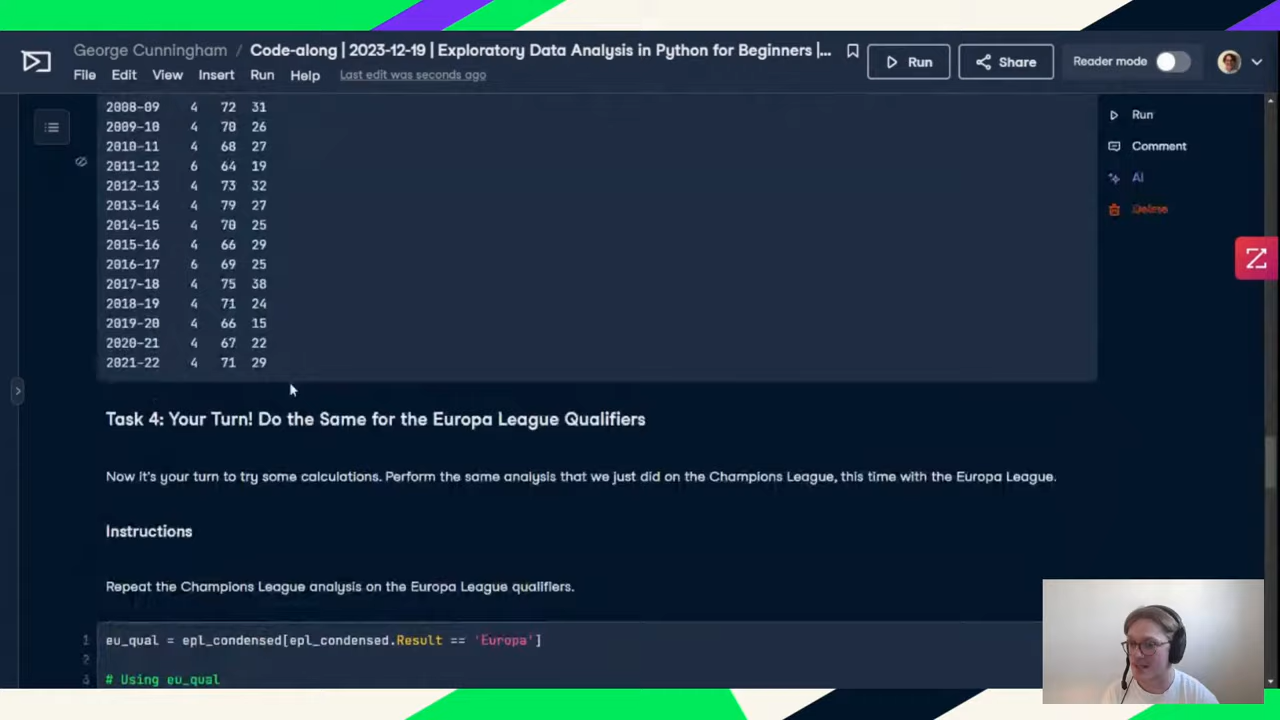 George Cunningham / Code-along | 2023-12-19 | Exploratory Data Analysis in Python for Beginners |...
Run
Share
Reader mode
File Edit View Insert Run Help Last edit was seconds ago
2008-09 4 72 31
2009-10 4 70 26
2010-11 4 68 27
2011-12 6 64 19
2012-13 4 73 32
2013-14 4 79 27
2014-15 4 70 25
2015-16 4 66 29
2016-17 6 69 25
2017-18 4 75 38
2018-19 4 71 24
2019-20 4 66 15
2020-21 4 67 22
2021-22 4 71 29
Run
Comment
AI
Delete
Task 4: Your Turn! Do the Same for the Europa League Qualifiers
Now it's your turn to try some calculations. Perform the same analysis that we just did on the Champions League, this time with the Europa League.
Instructions
Repeat the Champions League analysis on the Europa League qualifiers.
1 eu_qual = epl_condensed[epl_condensed.Result == 'Europa']
2
3 # Using eu_qual